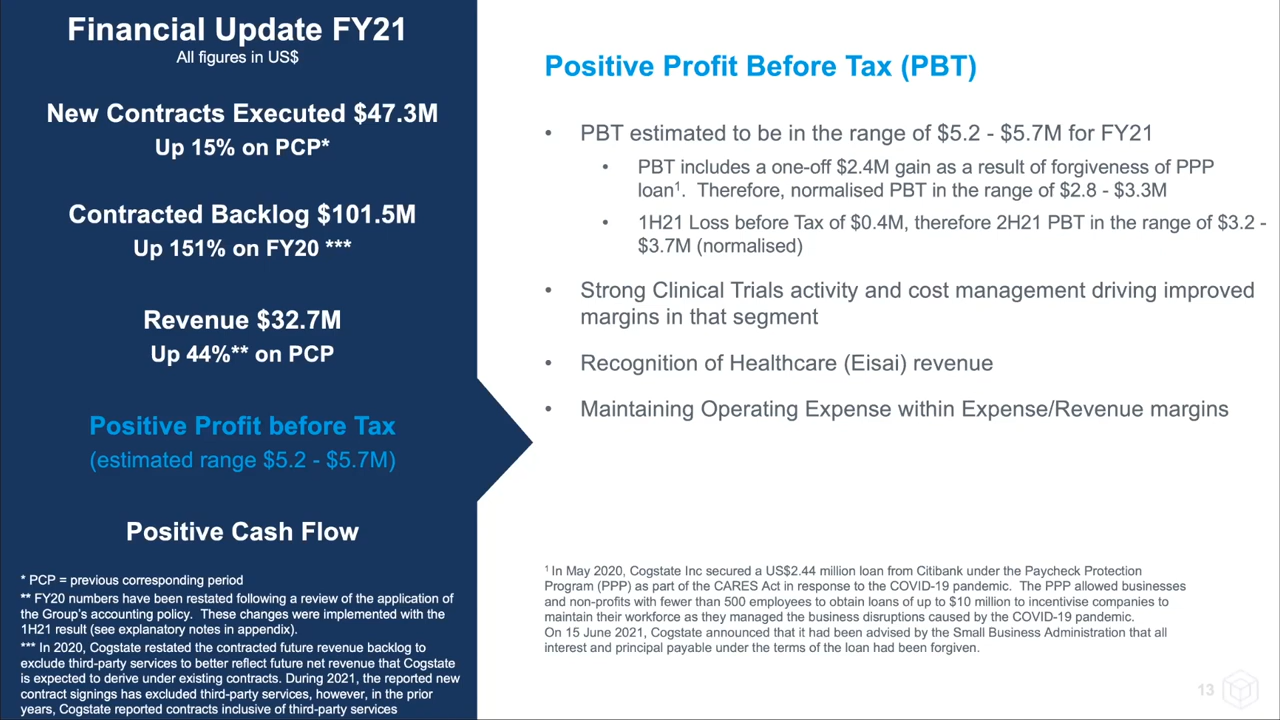 Financial Update FY21
All figures in US$
New Contracts Executed $47.3M
Up 15% on PCP*
Contracted Backlog $101.5M
Up 151% on FY20 ***
Revenue $32.7M
Up 44%** on PCP
Positive Profit before Tax
(estimated range $5.2 - $5.7M)
Positive Cash Flow
* PCP = previous corresponding period
** FY20 numbers have been restated following a review of the application of
the Group's accounting policy. These changes were implemented with the
1H21 result (see explanatory notes in appendix).
*** In 2020, Cogstate restated the contracted future revenue backlog to
exclude third-party services to better reflect future net revenue that Cogstate
is expected to derive under existing contracts. During 2021, the reported new
contract signings has excluded third-party services, however, in the prior
years, Cogstate reported contracts inclusive of third-party services
Positive Profit Before Tax (PBT)
• PBT estimated to be in the range of $5.2 - $5.7M for FY21
• PBT includes a one-off $2.4M gain as a result of forgiveness of PPP
loan¹. Therefore, normalised PBT in the range of $2.8 - $3.3M
• 1H21 Loss before Tax of $0.4M, therefore 2H21 PBT in the range of $3.2 -
$3.7M (normalised)
• Strong Clinical Trials activity and cost management driving improved
margins in that segment
• Recognition of Healthcare (Eisai) revenue
• Maintaining Operating Expense within Expense/Revenue margins
¹ In May 2020, Cogstate Inc secured a US$2.44 million loan from Citibank under the Paycheck Protection
Program (PPP) as part of the CARES Act in response to the COVID-19 pandemic. The PPP allowed businesses
and non-profits with fewer than 500 employees to obtain loans of up to $10 million to incentivise companies to
maintain their workforce as they managed the business disruptions caused by the COVID-19 pandemic.
On 15 June 2021, Cogstate announced that it had been advised by the Small Business Administration that all
interest and principal payable under the terms of the loan had been forgiven.
13